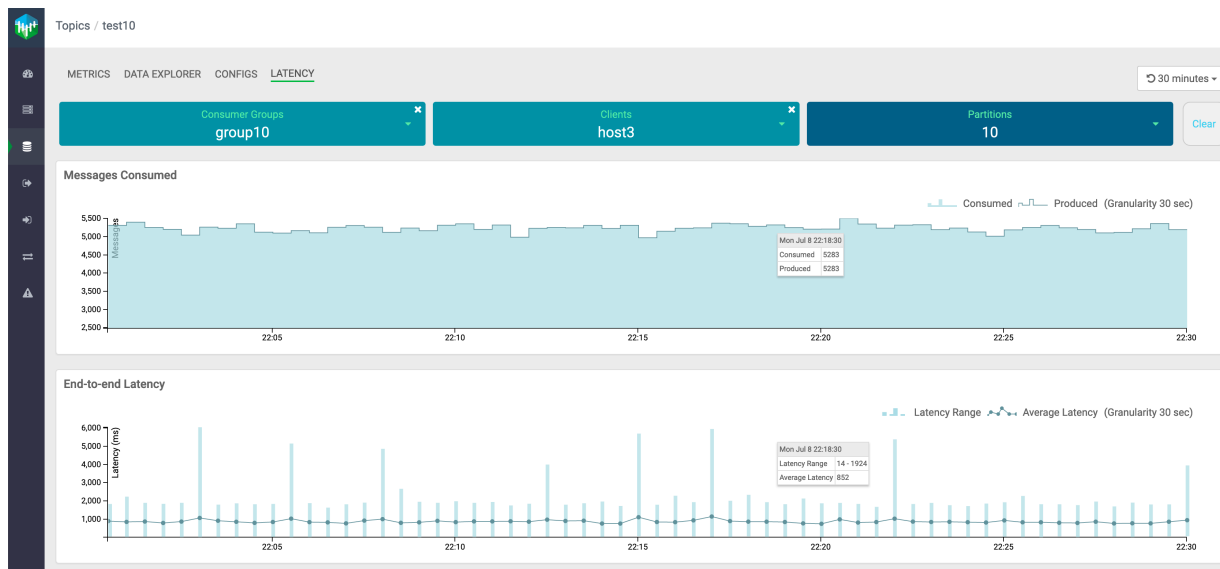 Topics / test10
METRICS DATA EXPLORER CONFIGS LATENCY
30 minutes
Consumer Groups
group10
Clients
host3
Partitions
10
Clear
Messages Consumed
Consumed Produced (Granularity 30 sec)
Messages
5,500
5,000
4,500
4,000
3,500
3,000
2,500
Mon Jul 8 22:18:30
Consumed 5283
Produced 5283
22:05 22:10 22:15 22:20 22:25 22:30
End-to-end Latency
Latency Range Average Latency (Granularity 30 sec)
Latency (ms)
6,000
5,000
4,000
3,000
2,000
1,000
Mon Jul 8 22:18:30
Latency Range 14 - 1924
Average Latency 852
22:05 22:10 22:15 22:20 22:25 22:30